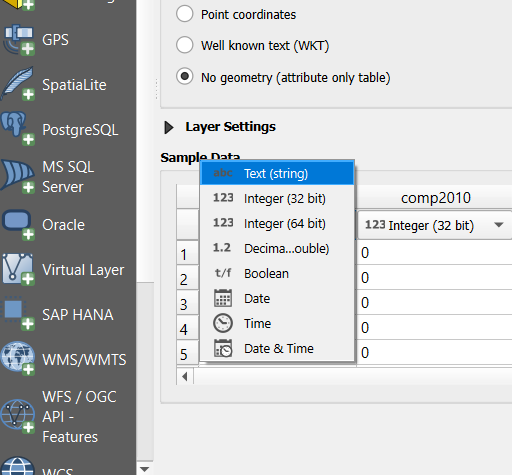 GPS
SpatiaLite
PostgreSQL
MS SQL
Server
Oracle
Virtual Layer
SAP HANA
WMS/WMTS
WFS / OGC
API -
Features
WCS
Point coordinates
Well known text (WKT)
No geometry (attribute only table)
Layer Settings
Sample Data
abc Text (string)
123 Integer (32 bit)
123 Integer (64 bit)
1.2 Decima...ouble)
t/f Boolean
Date
Time
Date & Time
comp2010
123 Integer (32 bit)
1 0
2 0
3 0
4 0
5 0